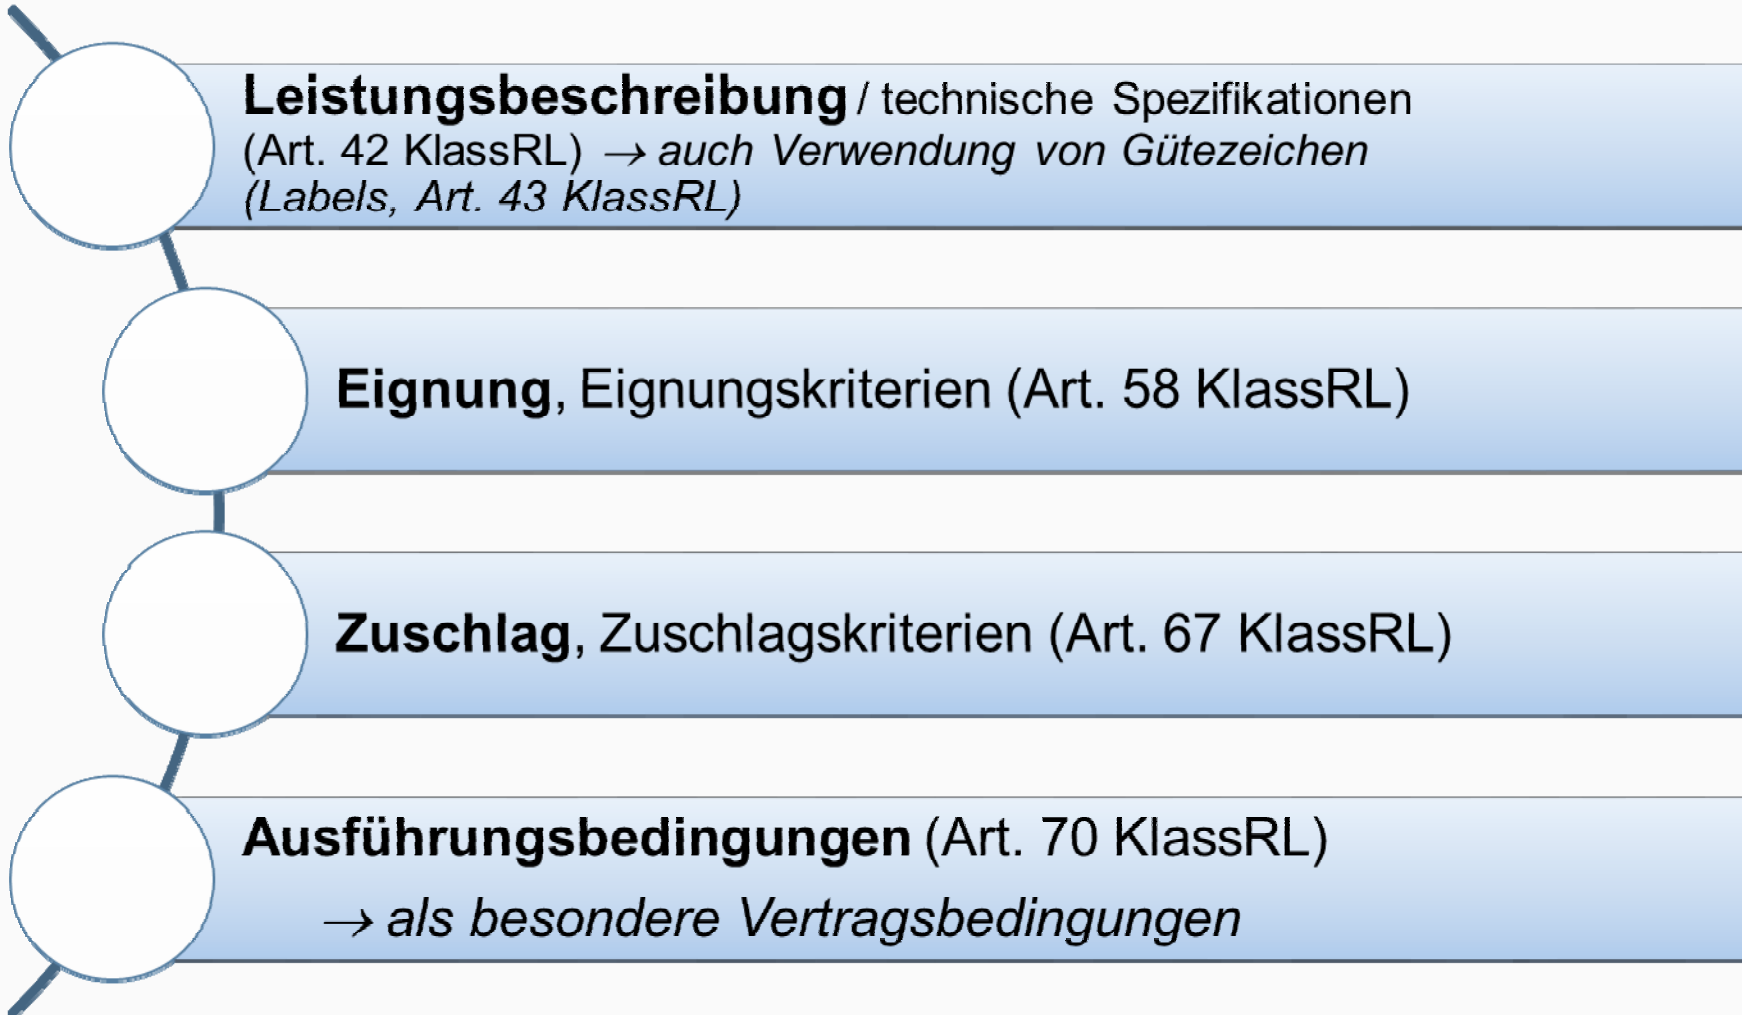 Leistungsbeschreibung / technische Spezifikationen
(Art. 42 KlassRL) → auch Verwendung von Gütezeichen
(Labels, Art. 43 KlassRL)
Eignung, Eignungskriterien (Art. 58 KlassRL)
Zuschlag, Zuschlagskriterien (Art. 67 KlassRL)
Ausführungsbedingungen (Art. 70 KlassRL)
→ als besondere Vertragsbedingungen